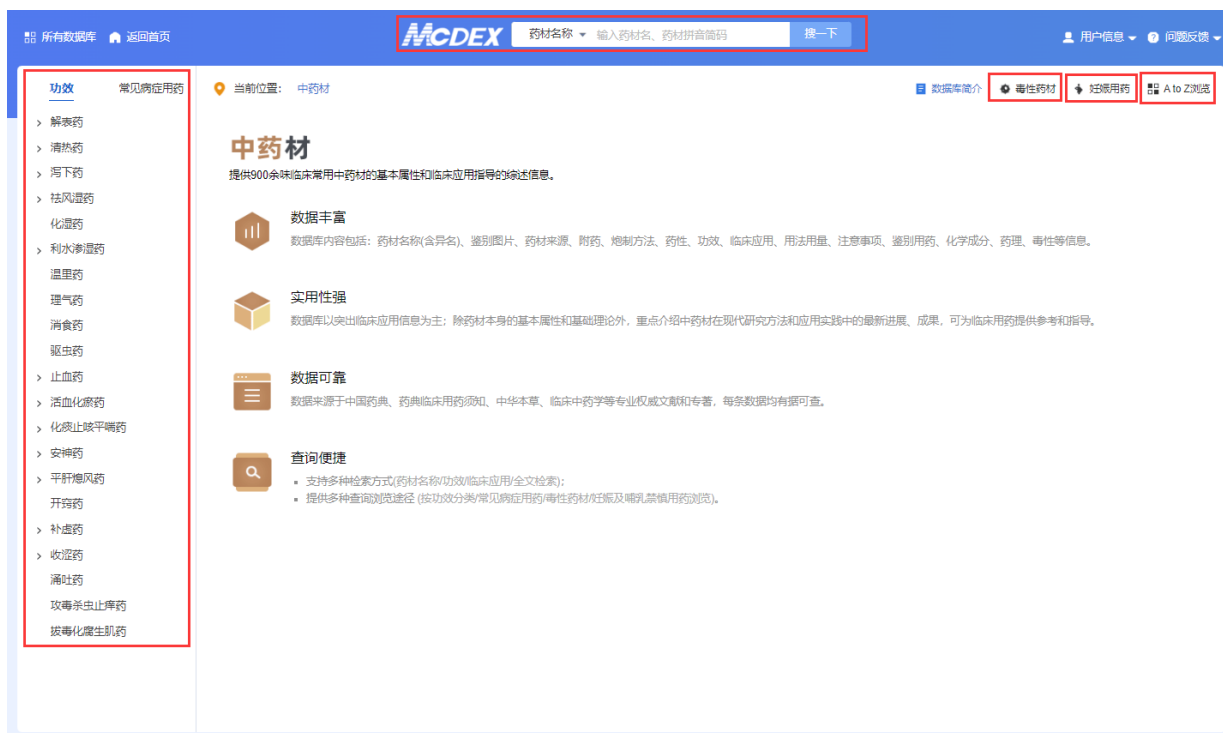 所有数据库 返回首页 MCDEX 药材名称 输入药材名、药材拼音简码 搜一下 用户信息 问题反馈
功效 常见病症用药 当前位置： 中药材 数据库简介 毒性药材 妊娠用药 A to Z浏览
解表药
清热药
泻下药
祛风湿药
化湿药
利水渗湿药
温里药
理气药
消食药
驱虫药
止血药
活血化瘀药
化痰止咳平喘药
安神药
平肝熄风药
开窍药
补虚药
收涩药
涌吐药
攻毒杀虫止痒药
拔毒化腐生肌药
中药材
提供900余味临床常用中药材的基本属性和临床应用指导的综述信息。
数据丰富
数据库内容包括：药材名称(含异名)、鉴别图片、药材来源、附药、炮制方法、药性、功效、临床应用、用法用量、注意事项、鉴别用药、化学成分、药理、毒性等信息。
实用性强
数据库以突出临床应用信息为主；除药材本身的基本属性和基础理论外，重点介绍中药材在现代研究方法和应用实践中的最新进展、成果，可为临床用药提供参考和指导。
数据可靠
数据来源于中国药典、药典临床用药须知、中华本草、临床中药学等专业权威文献和专著，每条数据均有据可查。
查询便捷
支持多种检索方式(药材名称/功效/临床应用/全文检索)；
提供多种查询浏览途径 (按功效分类/常见病症用药/毒性药材/妊娠及哺乳禁慎用药浏览)。